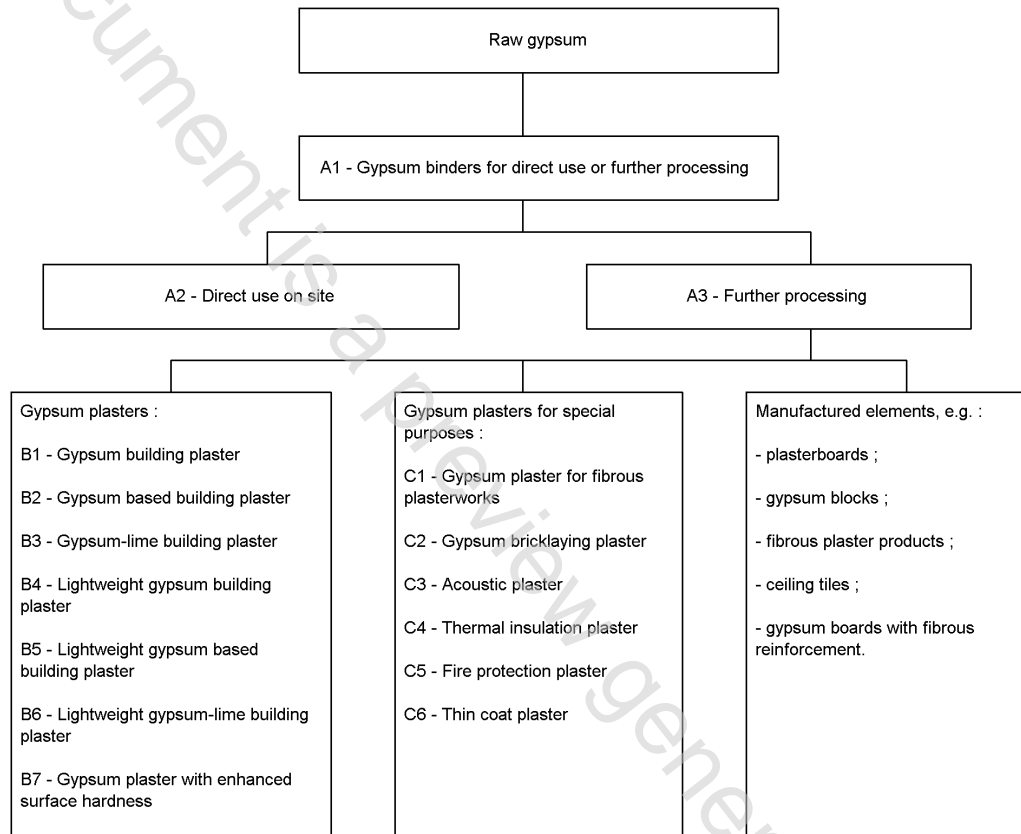 Raw gypsum
A1 - Gypsum binders for direct use or further processing
A2 - Direct use on site
A3 - Further processing
Gypsum plasters :
B1 - Gypsum building plaster
B2 - Gypsum based building plaster
B3 - Gypsum-lime building plaster
B4 - Lightweight gypsum building
plaster
B5 - Lightweight gypsum based
building plaster
B6 - Lightweight gypsum-lime building
plaster
B7 - Gypsum plaster with enhanced
surface hardness
Gypsum plasters for special
purposes :
C1 - Gypsum plaster for fibrous
plasterworks
C2 - Gypsum bricklaying plaster
C3 - Acoustic plaster
C4 - Thermal insulation plaster
C5 - Fire protection plaster
C6 - Thin coat plaster
Manufactured elements, e.g. :
- plasterboards ;
- gypsum blocks ;
- fibrous plaster products ;
- ceiling tiles ;
- gypsum boards with fibrous
reinforcement.
cument is a preview gener